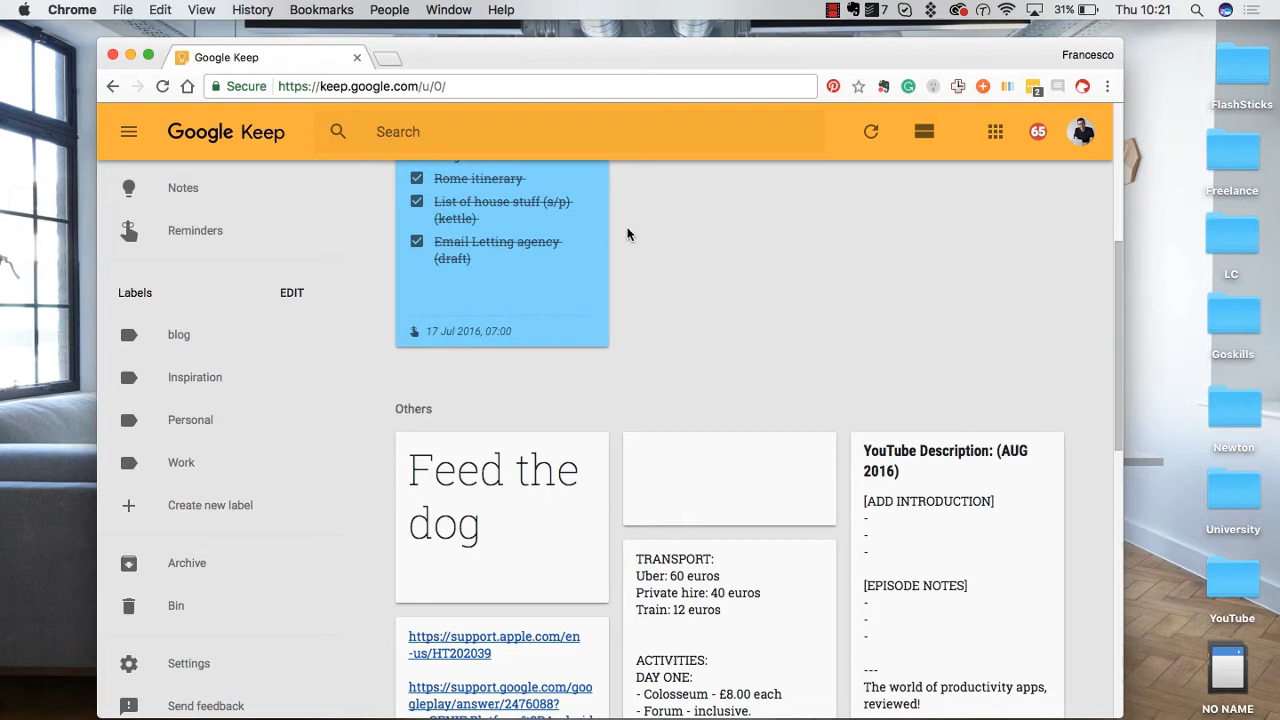 Chrome File Edit View History Bookmarks People Window Help 7 31% Thu 10:21
Google Keep
Francesco
Secure https://keep.google.com/u/0/
2
Google Keep Search 65
Notes
Reminders
Labels EDIT
blog
Inspiration
Personal
Work
Create new label
Archive
Bin
Settings
Send feedback
Rome itinerary
List of house stuff (s/p)
(kettle)
Email Letting agency
(draft)
17 Jul 2016, 07:00
Others
Feed the
dog
https://support.apple.com/en
-us/HT202039
https://support.google.com/goo
gleplay/answer/2476088?
TRANSPORT:
Uber: 60 euros
Private hire: 40 euros
Train: 12 euros
ACTIVITIES:
DAY ONE:
- Colosseum - £8.00 each
- Forum - inclusive.
YouTube Description: (AUG
2016)
[ADD INTRODUCTION]
-
-
-
[EPISODE NOTES]
-
-
-
---
The world of productivity apps,
reviewed!
FlashSticks
Freelance
LC
Goskills
Newton
University
YouTube
NO NAME